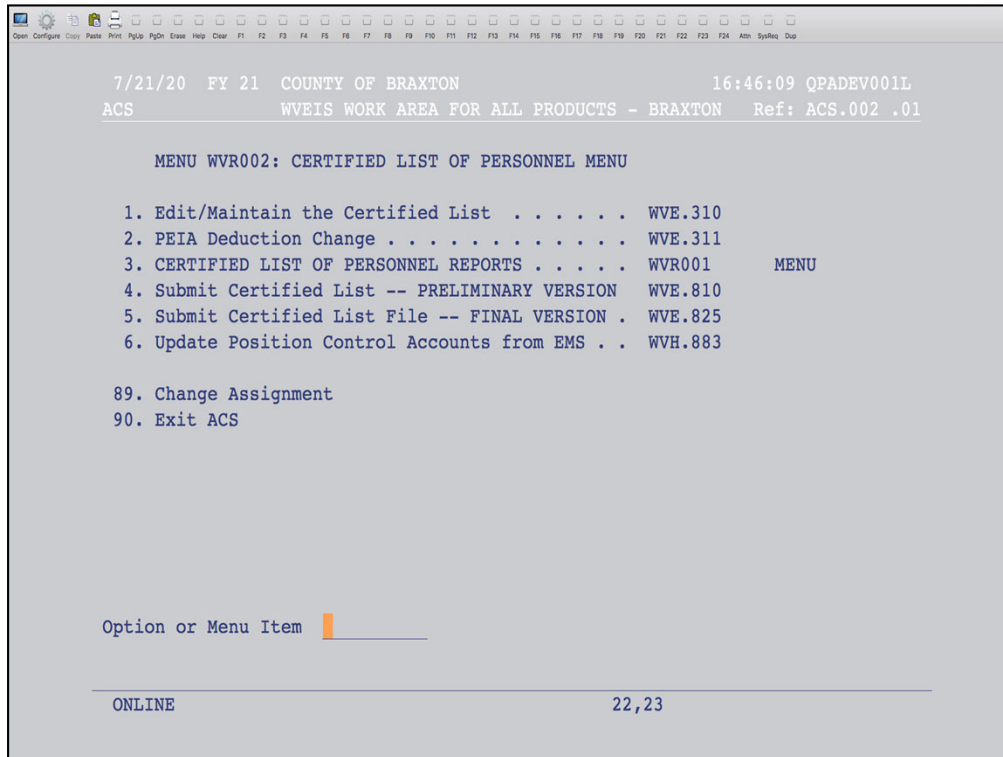 Open Configure Copy Paste Print PgUp PgDn Erase Help Clear F1 F2 F3 F4 F5 F6 F7 F8 F9 F10 F11 F12 F13 F14 F15 F16 F17 F18 F19 F20 F21 F22 F23 F24 Attn SysReq Dup
7/21/20 FY 21 COUNTY OF BRAXTON 16:46:09 QPADEV001L
ACS WVEIS WORK AREA FOR ALL PRODUCTS - BRAXTON Ref: ACS.002 .01
MENU WVR002: CERTIFIED LIST OF PERSONNEL MENU
1. Edit/Maintain the Certified List . . . . . . WVE.310
2. PEIA Deduction Change . . . . . . . . . . . . WVE.311
3. CERTIFIED LIST OF PERSONNEL REPORTS . . . . . WVR001 MENU
4. Submit Certified List -- PRELIMINARY VERSION WVE.810
5. Submit Certified List File -- FINAL VERSION . WVE.825
6. Update Position Control Accounts from EMS . . WVH.883
89. Change Assignment
90. Exit ACS
Option or Menu Item
ONLINE 22,23